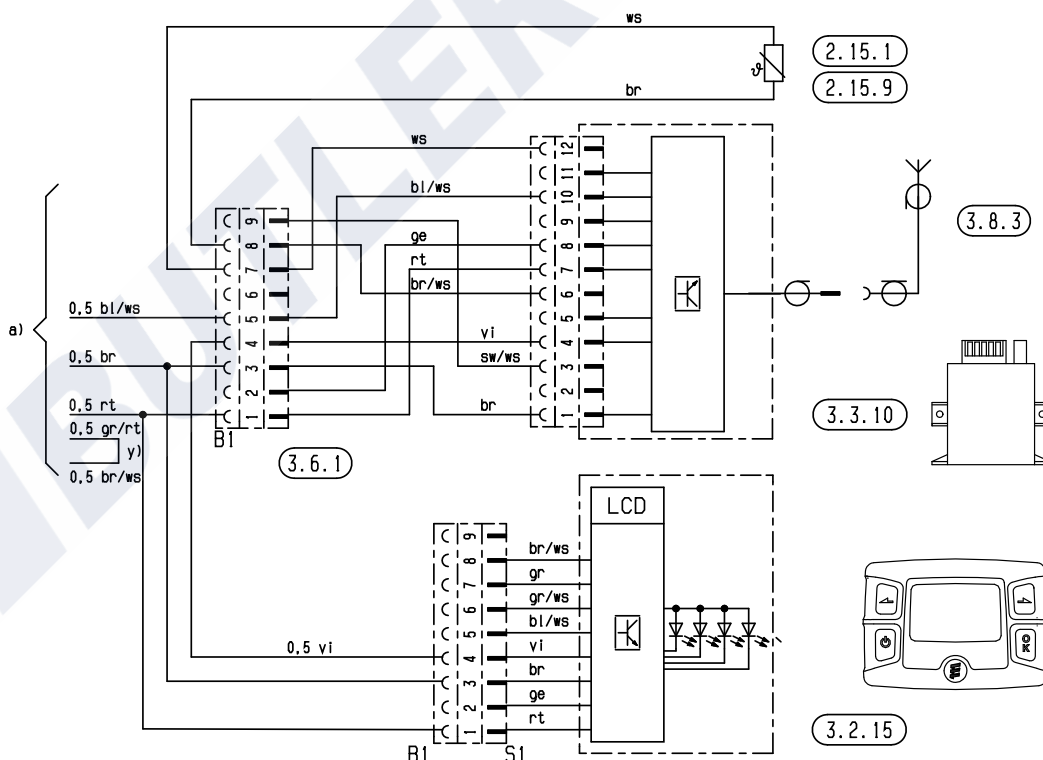 BUTLER
ws
2.15.1
ϑ
2.15.9
br
ws
12
11
bl/ws
10
9
9
3.8.3
ge
8
8
rt
7
7
br/ws
6
6
0,5 bl/ws
5
5
a)
vi
4
4
0,5 br
sw/ws
3
3
2
2
0,5 rt
br
1
1
3.3.10
B1
0,5 gr/rt
y)
3.6.1
0,5 br/ws
LCD
9
br/ws
8
gr
7
gr/ws
6
bl/ws
5
0,5 vi
vi
4
br
3
ge
2
rt
1
OK
3.2.15
B1
S1